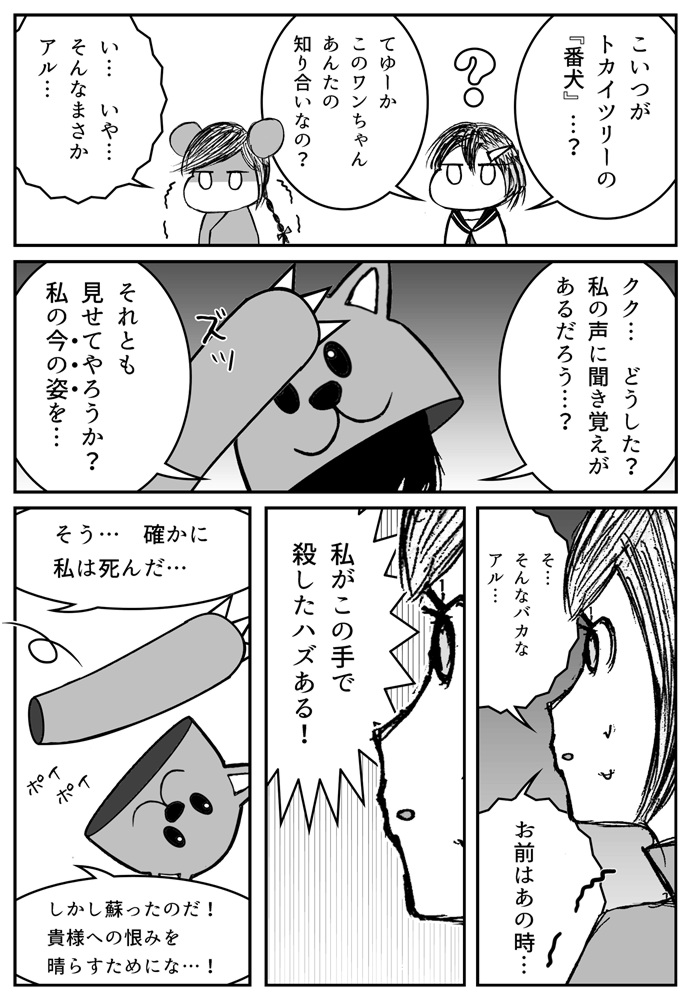 こいつが
トカイツリーの
『番犬』…?
?
てゆーか
このワンちゃん
あんたの
知り合いなの?
い… いや…
そんなまさか
アル…
クク… どうした?
私の声に聞き覚えが
あるだろう…?
ズッ
それとも
見せてやろうか?
私の今の姿を…
そ…
そんなバカな
アル…
お前はあの時…
私がこの手で
殺したハズある!
そう… 確かに
私は死んだ…
ポイ
ポイ
しかし蘇ったのだ!
貴様への恨みを
晴らすためにな…!